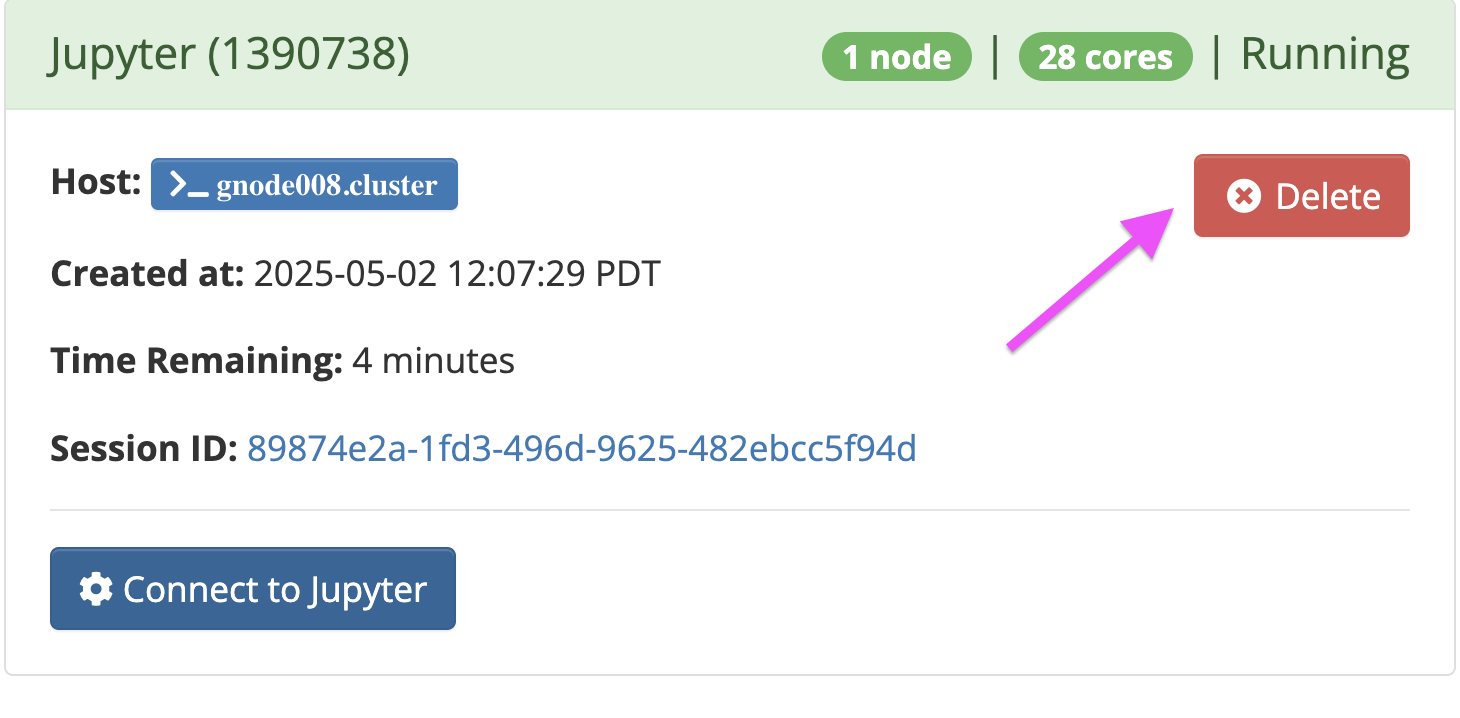 Jupyter (1390738) 1 node | 28 cores | Running
Host: >_ gnode008.cluster Delete
Created at: 2025-05-02 12:07:29 PDT
Time Remaining: 4 minutes
Session ID: 89874e2a-1fd3-496d-9625-482ebcc5f94d
Connect to Jupyter